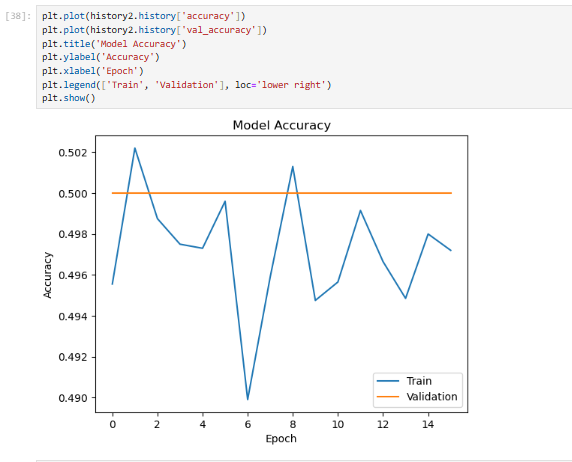 [38]:
plt.plot(history2.history['accuracy'])
plt.plot(history2.history['val_accuracy'])
plt.title('Model Accuracy')
plt.ylabel('Accuracy')
plt.xlabel('Epoch')
plt.legend(['Train', 'Validation'], loc='lower right')
plt.show()
Model Accuracy
0.502
0.500
0.498
0.496
0.494
0.492
0.490
Accuracy
Train
Validation
0 2 4 6 8 10 12 14
Epoch